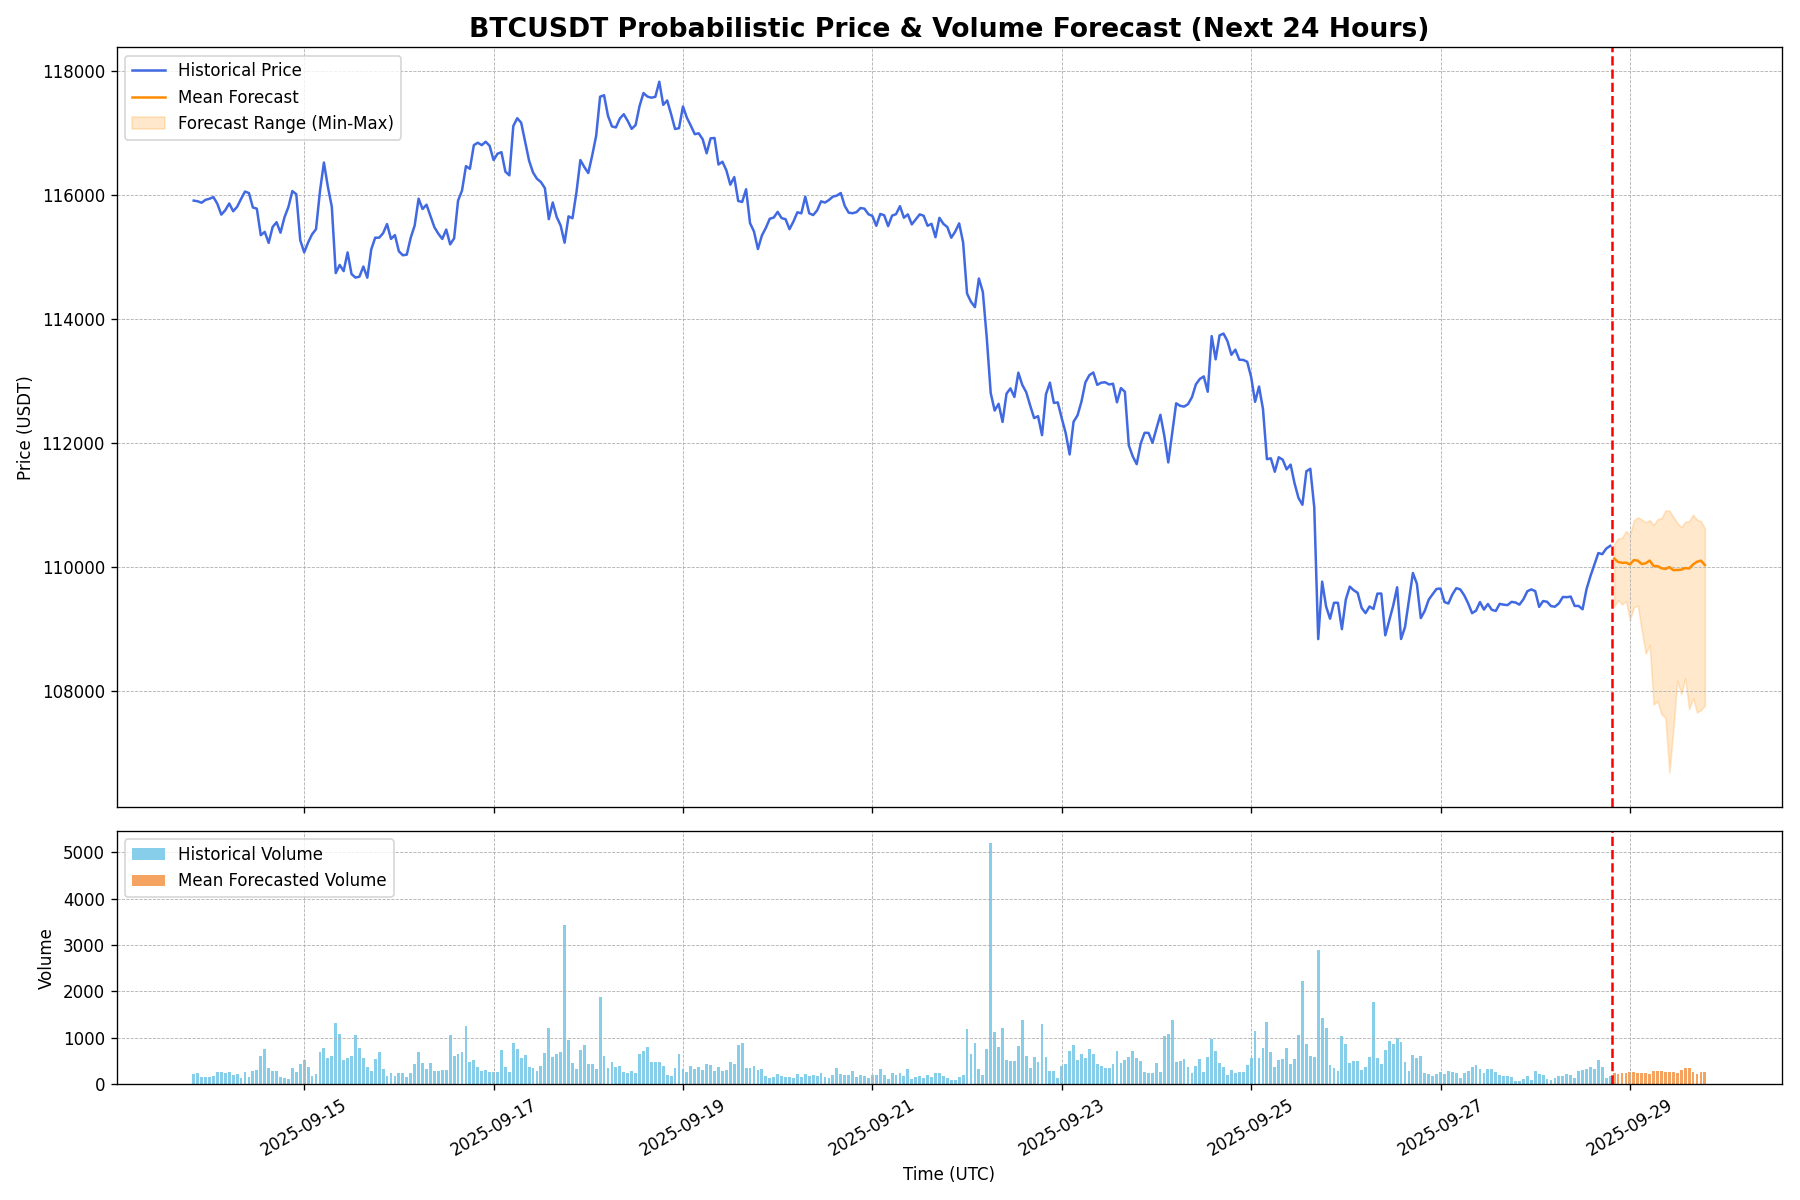 BTCUSDT Probabilistic Price & Volume Forecast (Next 24 Hours)
Historical Price
Mean Forecast
Forecast Range (Min-Max)
118000
116000
114000
112000
110000
108000
Price (USDT)
Historical Volume
Mean Forecasted Volume
5000
4000
3000
2000
1000
0
Volume
2025-09-15
2025-09-17
2025-09-19
2025-09-21
2025-09-23
2025-09-25
2025-09-27
2025-09-29
Time (UTC)